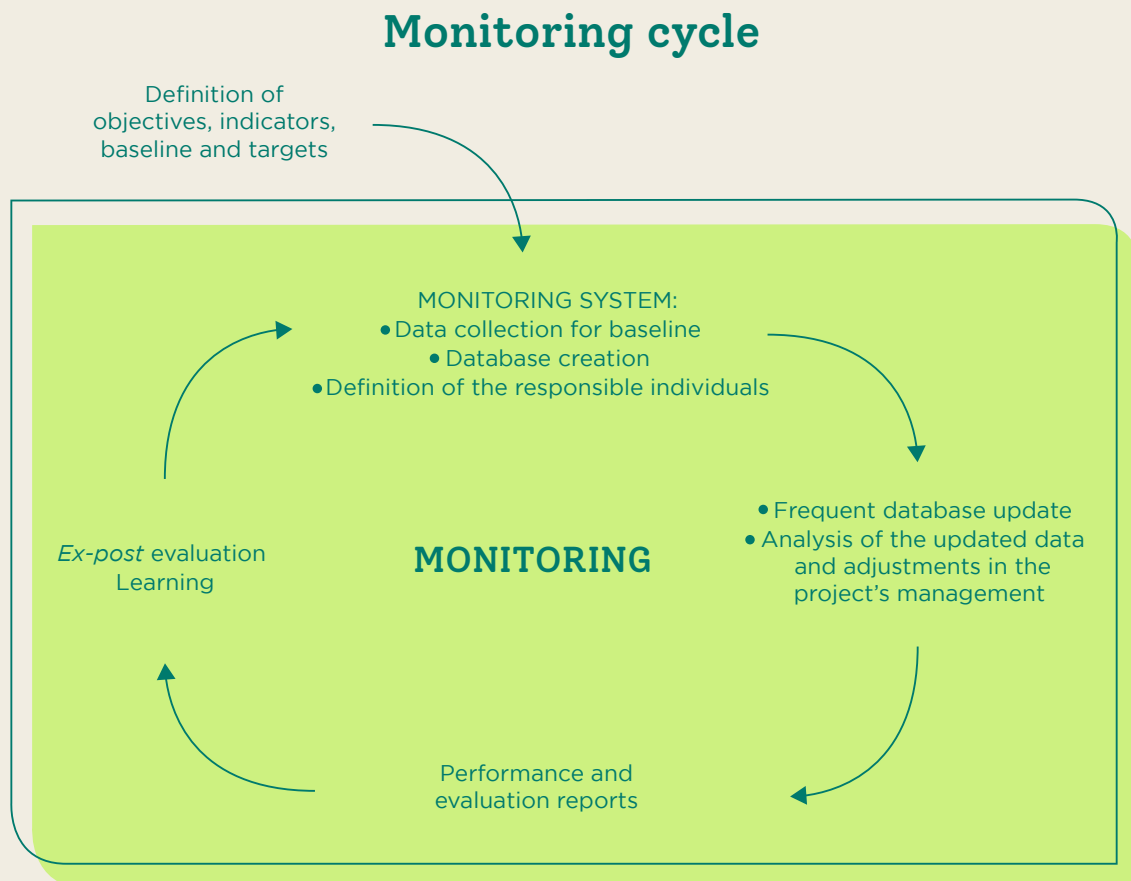 Monitoring cycle
Definition of
objectives, indicators,
baseline and targets
MONITORING SYSTEM:
• Data collection for baseline
• Database creation
• Definition of the responsible individuals
• Frequent database update
• Analysis of the updated data
and adjustments in the
project’s management
Performance and
evaluation reports
Ex-post evaluation
Learning
MONITORING